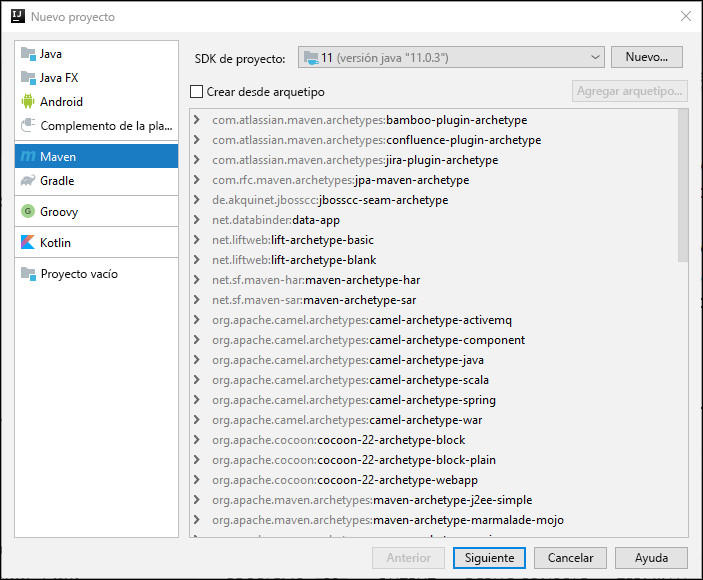 Nuevo proyecto
Java
Java FX
Android
Complemento de la pla...
Maven
Gradle
Groovy
Kotlin
Proyecto vacío
SDK de proyecto: 11 (versión java "11.0.3") Nuevo...
Crear desde arquetipo Agregar arquetipo...
com.atlassian.maven.archetypes:bamboo-plugin-archetype
com.atlassian.maven.archetypes:confluence-plugin-archetype
com.atlassian.maven.archetypes:jira-plugin-archetype
com.rfc.maven.archetypes:jpa-maven-archetype
de.akquinet.jbosscc:jbosscc-seam-archetype
net.databinder:data-app
net.liftweb:lift-archetype-basic
net.liftweb:lift-archetype-blank
net.sf.maven-har:maven-archetype-har
net.sf.maven-sar:maven-archetype-sar
org.apache.camel.archetypes:camel-archetype-activemq
org.apache.camel.archetypes:camel-archetype-component
org.apache.camel.archetypes:camel-archetype-java
org.apache.camel.archetypes:camel-archetype-scala
org.apache.camel.archetypes:camel-archetype-spring
org.apache.camel.archetypes:camel-archetype-war
org.apache.cocoon:cocoon-22-archetype-block
org.apache.cocoon:cocoon-22-archetype-block-plain
org.apache.cocoon:cocoon-22-archetype-webapp
org.apache.maven.archetypes:maven-archetype-j2ee-simple
org.apache.maven.archetypes:maven-archetype-marmalade-mojo
Anterior Siguiente Cancelar Ayuda